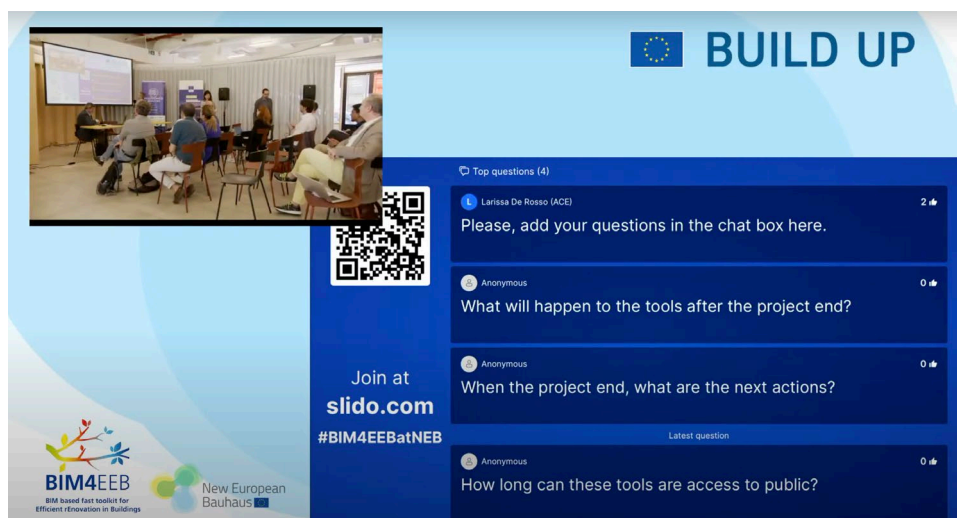 BUILD UP
Top questions (4)
L Larissa De Rosso (ACE)
2
Please, add your questions in the chat box here.
Anonymous
0
What will happen to the tools after the project end?
Anonymous
0
When the project end, what are the next actions?
Latest question
Anonymous
0
How long can these tools are access to public?
Join at
slido.com
#BIM4EEBatNEB
BIM4EEB
BIM based fast toolkit for
Efficient rEnovation in Buildings
New European
Bauhaus